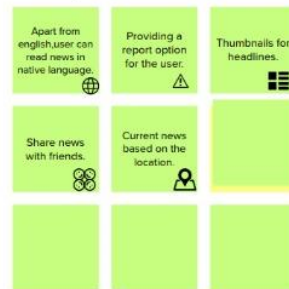 Apart from
english,user can
read news in
native language.
Providing a
report option
for the user.
Thumbnails for
headlines.
Share news
with friends.
Current news
based on the
location.